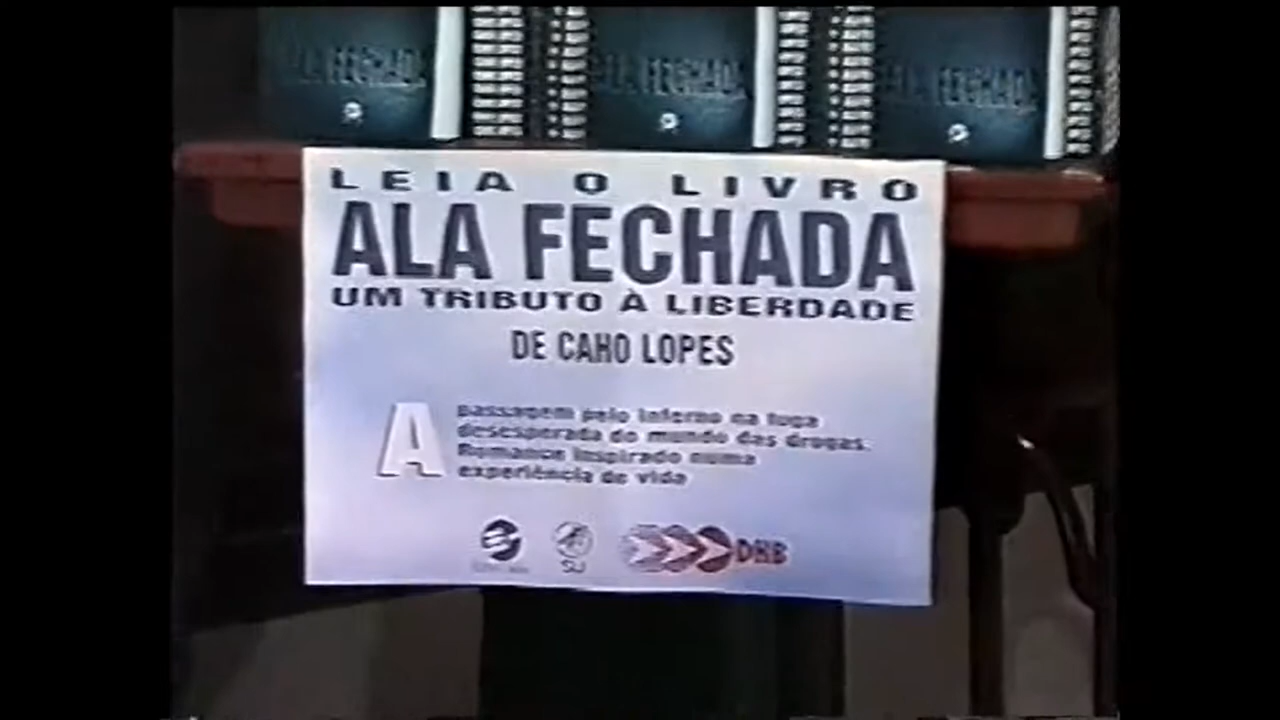 ALA FECHADA
ALA FECHADA
ALA FECHADA
LEIA O LIVRO
ALA FECHADA
UM TRIBUTO À LIBERDADE
DE CAHO LOPES
A passagem pelo inferno na fuga
desesperada do mundo das drogas.
Romance inspirado numa
experiência de vida
SU
DHB